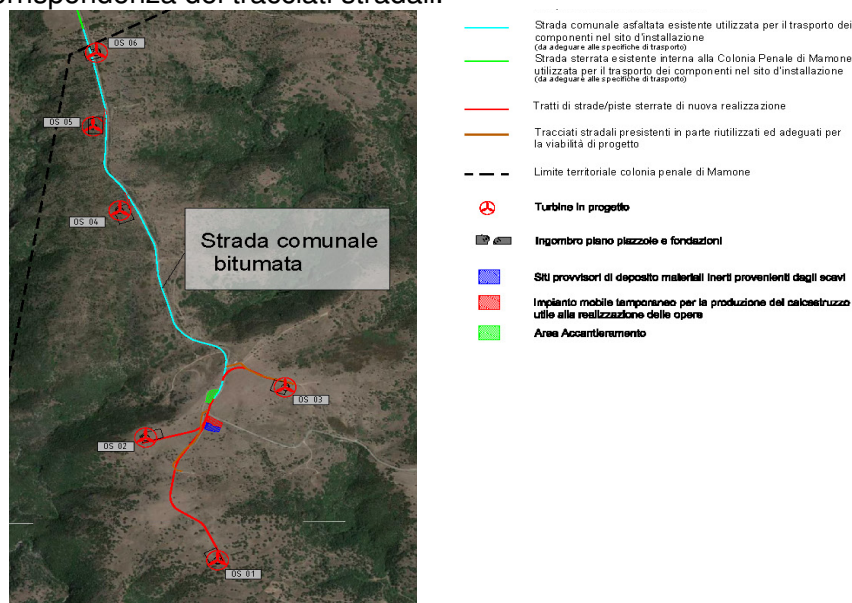 orrispondenza dei tracciati stradali.
OS 06
OS 05
OS 04
Strada comunale
bitumata
OS 03
OS 02
OS 01
Strada comunale asfaltata esistente utilizzata per il trasporto dei
componenti nel sito d'installazione
(da adeguare alle specifiche di trasporto)
Strada sterrata esistente interna alla Colonia Penale di Mamone
utilizzata per il trasporto dei componenti nel sito d'installazione
(da adeguare alle specifiche di trasporto)
Tratti di strade/piste sterrate di nuova realizzazione
Tracciati stradali presistenti in parte riutilizzati ed adeguati per
la viabilità di progetto
Limite territoriale colonia penale di Mamone
Turbine in progetto
Ingombro piano piazzole e fondazioni
Siti provvisori di deposito materiali inerti provenienti dagli scavi
Impianto mobile temporaneo per la produzione del calcestruzzo
utile alla realizzazione delle opere
Area Accantieramento